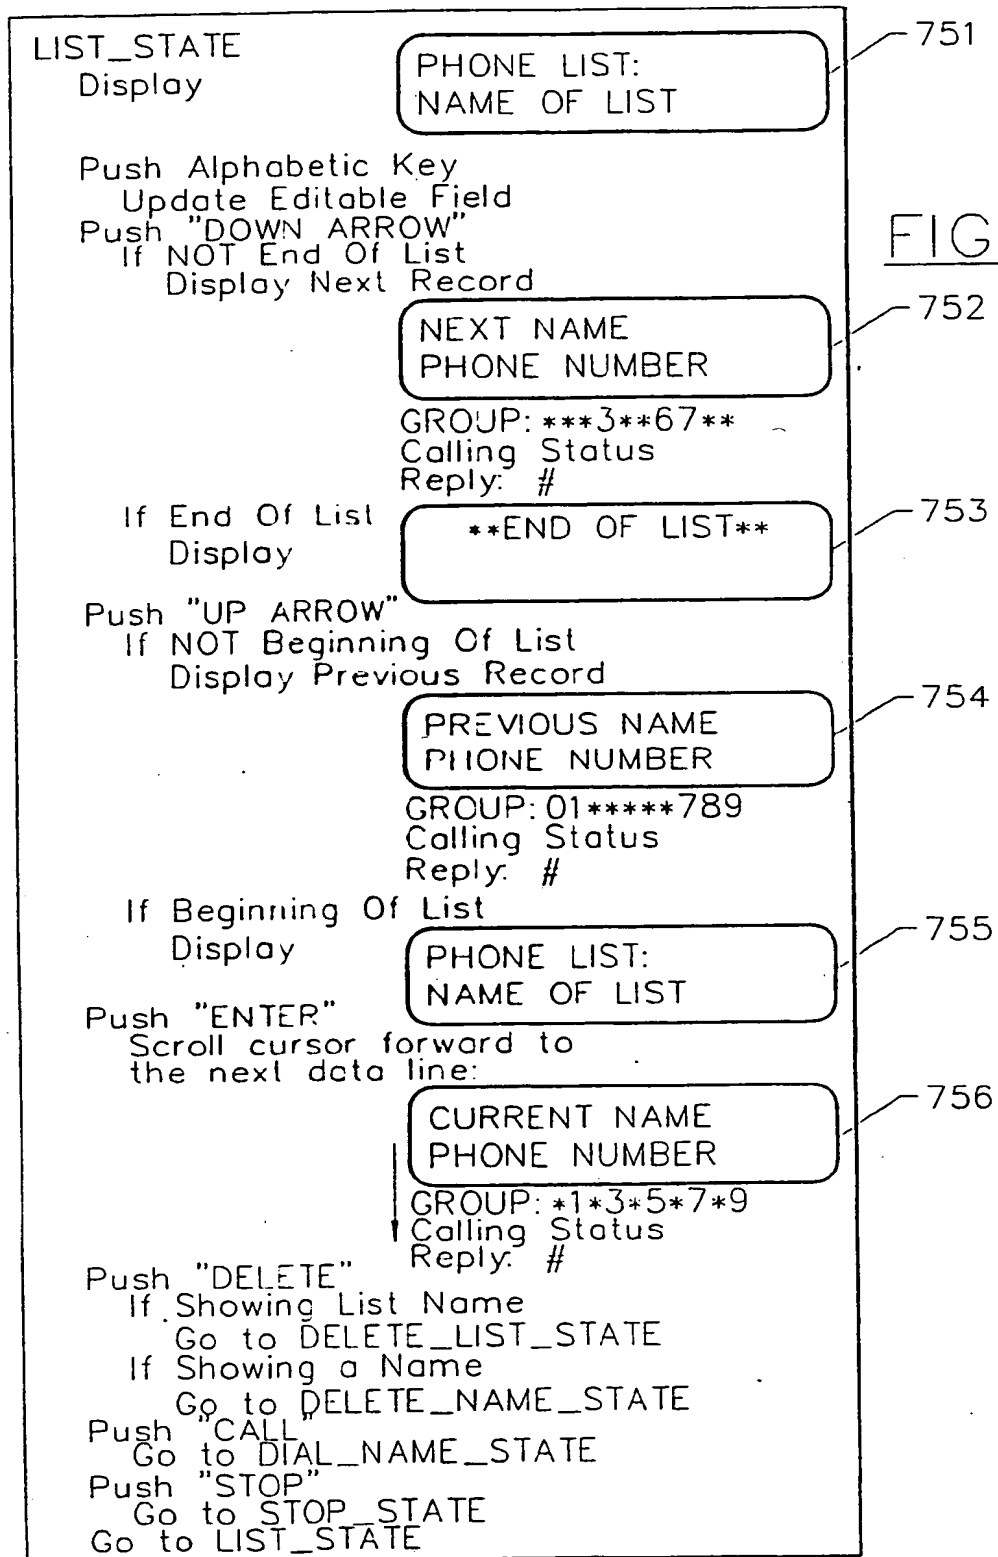 LIST_STATE
Display
PHONE LIST:
NAME OF LIST
751
Push Alphabetic Key
Update Editable Field
Push "DOWN ARROW"
If NOT End Of List
Display Next Record
FIG
NEXT NAME
PHONE NUMBER
752
GROUP: ***3**67**
Calling Status
Reply: #
If End Of List
Display
**END OF LIST**
753
Push "UP ARROW"
If NOT Beginning Of List
Display Previous Record
PREVIOUS NAME
PHONE NUMBER
754
GROUP: 01*****789
Calling Status
Reply: #
If Beginning Of List
Display
PHONE LIST:
NAME OF LIST
755
Push "ENTER"
Scroll cursor forward to
the next data line:
CURRENT NAME
PHONE NUMBER
756
GROUP: *1*3*5*7*9
Calling Status
Reply: #
Push "DELETE"
If Showing List Name
Go to DELETE_LIST_STATE
If Showing a Name
Go to DELETE_NAME_STATE
Push "CALL"
Go to DIAL_NAME_STATE
Push "STOP"
Go to STOP_STATE
Go to LIST_STATE